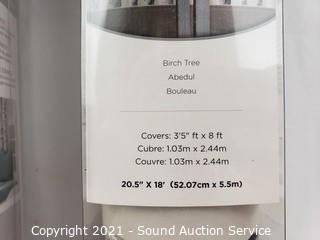 Birch Tree
Abedul
Bouleau
Covers: 3'5" ft x 8 ft
Cubre: 1.03m x 2.44m
Couvre: 1.03m x 2.44m
20.5" X 18' (52.07cm x 5.5m)
Copyright 2021 - Sound Auction Service